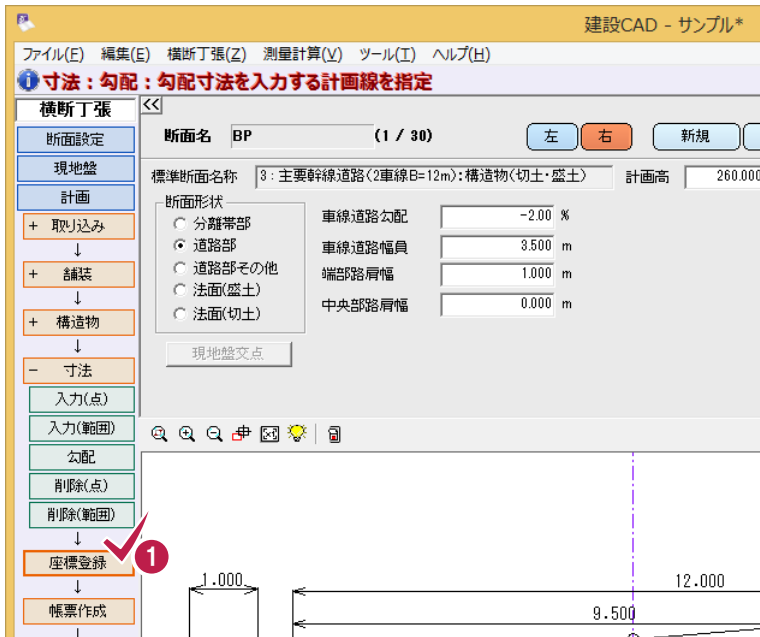 建設CAD - サンプル*
ファイル(F) 編集(E) 横断丁張(Z) 測量計算(V) ツール(T) ヘルプ(H)
寸法：勾配：勾配寸法を入力する計画線を指定
横断丁張
<<
断面設定
現地盤
計画
+ 取り込み
↓
+ 舗装
↓
+ 構造物
↓
- 寸法
入力(点)
入力(範囲)
勾配
削除(点)
削除(範囲)
↓
座標登録
1
↓
帳票作成
断面名 BP (1 / 30) 左 右 新規
標準断面名称 3：主要幹線道路(2車線B=12m):構造物(切土・盛土) 計画高 260.000
断面形状
分離帯部
道路部
道路部その他
法面(盛土)
法面(切土)
車線道路勾配 -2.00 %
車線道路幅員 3.500 m
端部路肩幅 1.000 m
中央部路肩幅 0.000 m
現地盤交点
1.000
12.000
9.500